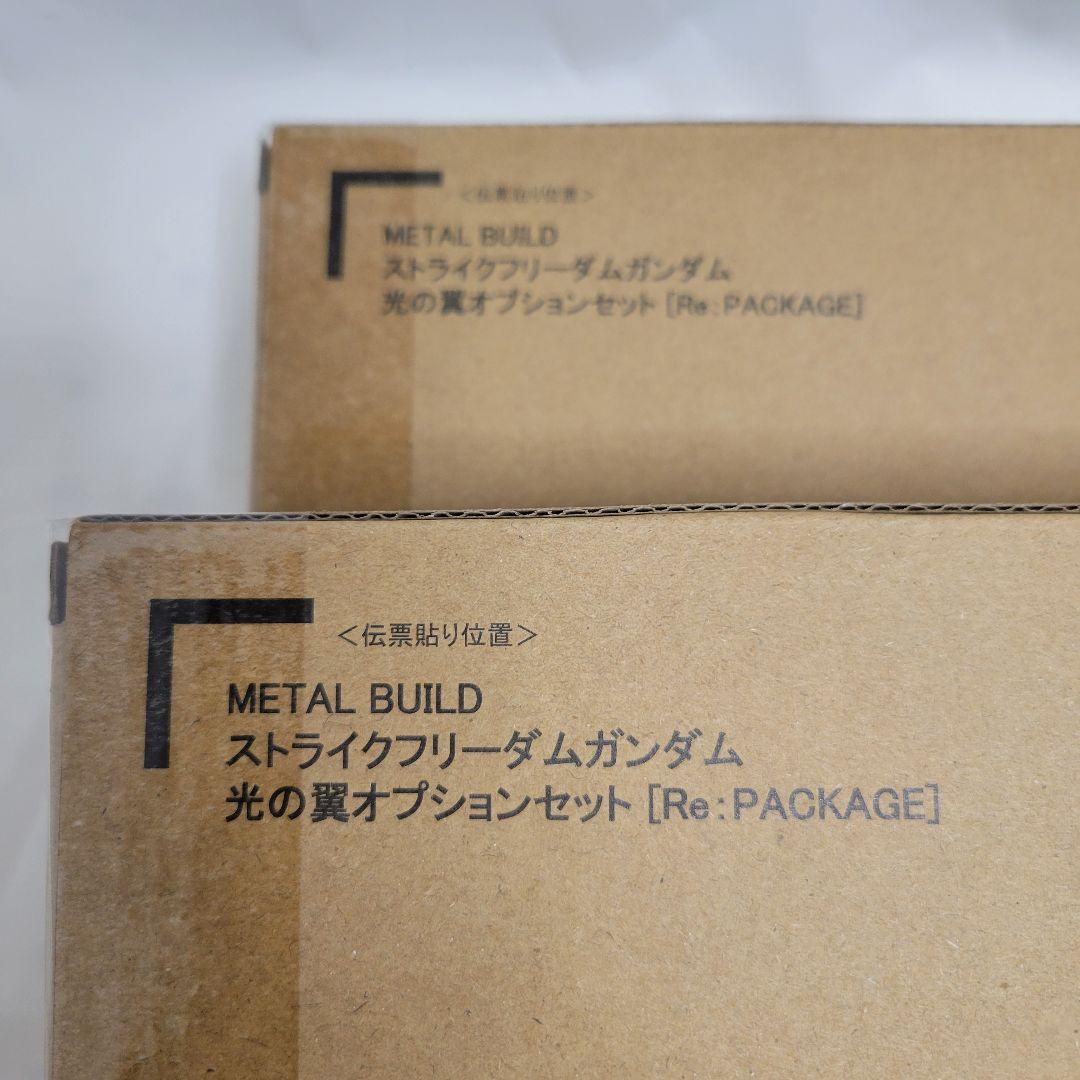 ＜伝票貼り位置＞
METAL BUILD
ストライクフリーダムガンダム
光の翼オプションセット [Re:PACKAGE]
＜伝票貼り位置＞
METAL BUILD
ストライクフリーダムガンダム
光の翼オプションセット [Re:PACKAGE]